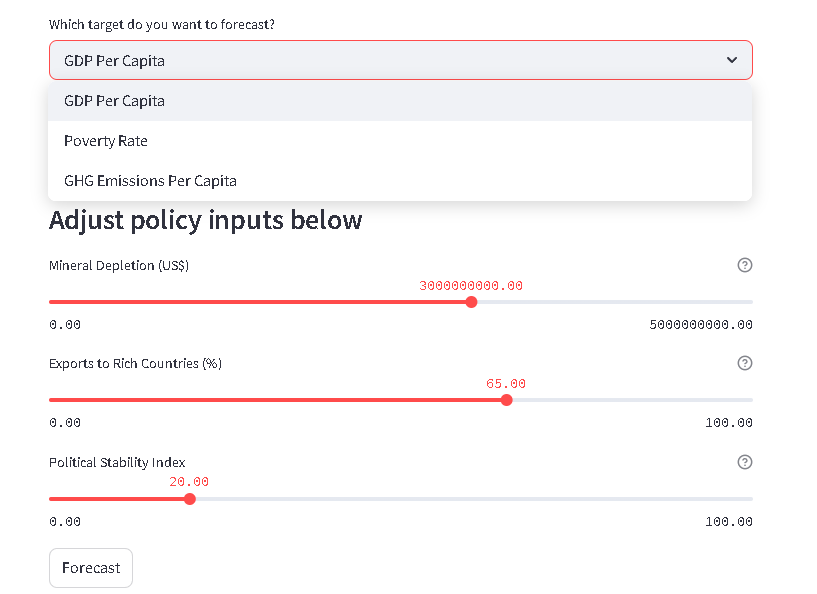 Which target do you want to forecast?
GDP Per Capita
GDP Per Capita
Poverty Rate
GHG Emissions Per Capita
Adjust policy inputs below
Mineral Depletion (US$)
3000000000.00
0.00 5000000000.00
Exports to Rich Countries (%)
65.00
0.00 100.00
Political Stability Index
20.00
0.00 100.00
Forecast